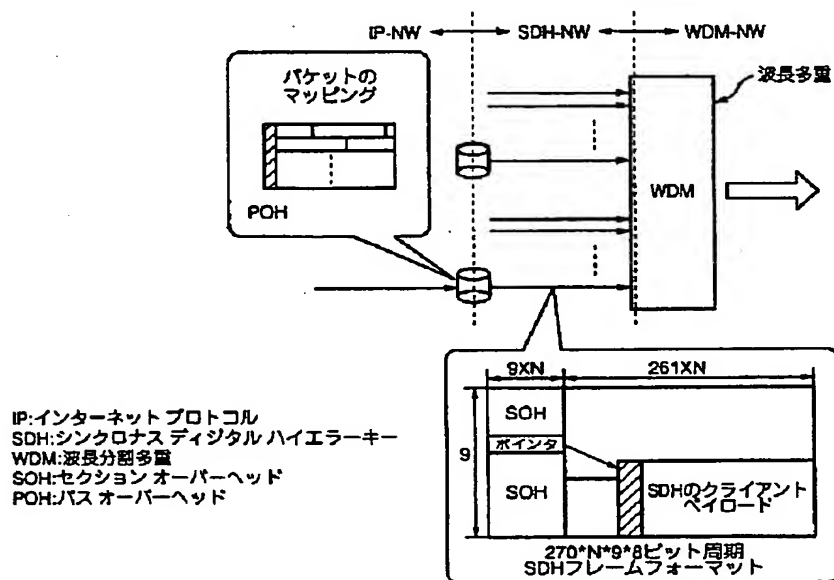 IP-NW
SDH-NW
WDM-NW
パケットの
マッピング
POH
波長多重
WDM
9XN
261XN
9
SOH
ポインタ
SOH
SDHのクライアント
ペイロード
270*N*9*8ビット周期
SDHフレームフォーマット
IP:インターネット プロトコル
SDH:シンクロナス ディジタル ハイエラーキー
WDM:波長分割多重
SOH:セクション オーバーヘッド
POH:パス オーバーヘッド